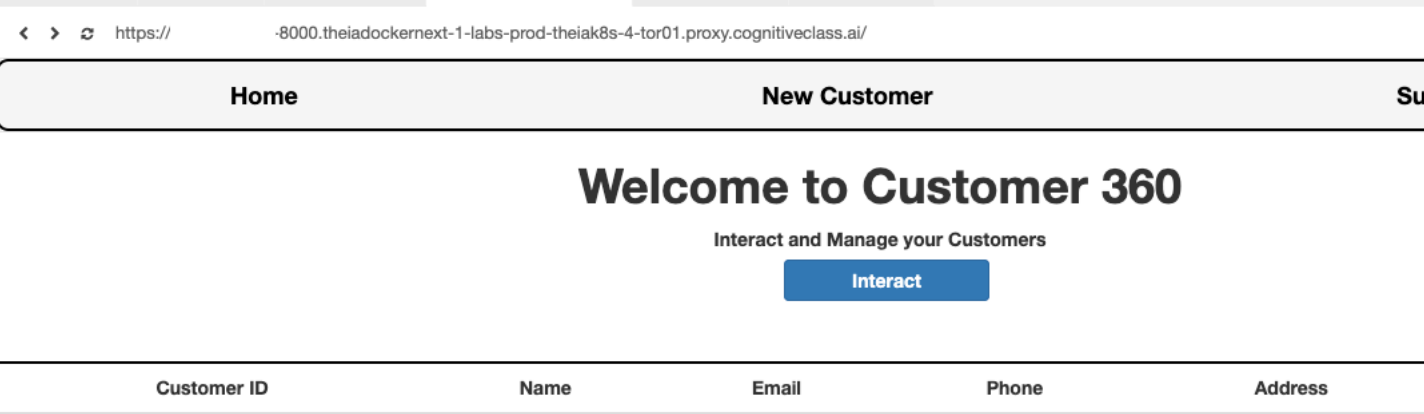 https:// -8000.theiadockernext-1-labs-prod-theiak8s-4-tor01.proxy.cognitiveclass.ai/
Home New Customer Su
Welcome to Customer 360
Interact and Manage your Customers
Interact
Customer ID Name Email Phone Address